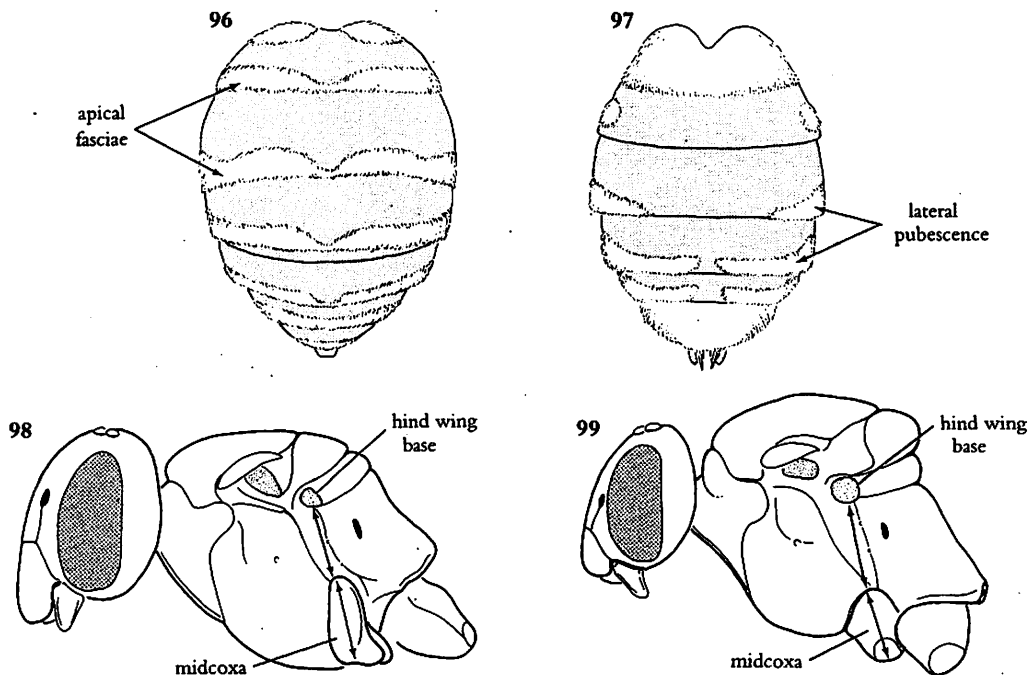 96
97
apical
fasciae
lateral
pubescence
98
hind wing
base
midcoxa
99
hind wing
base
midcoxa